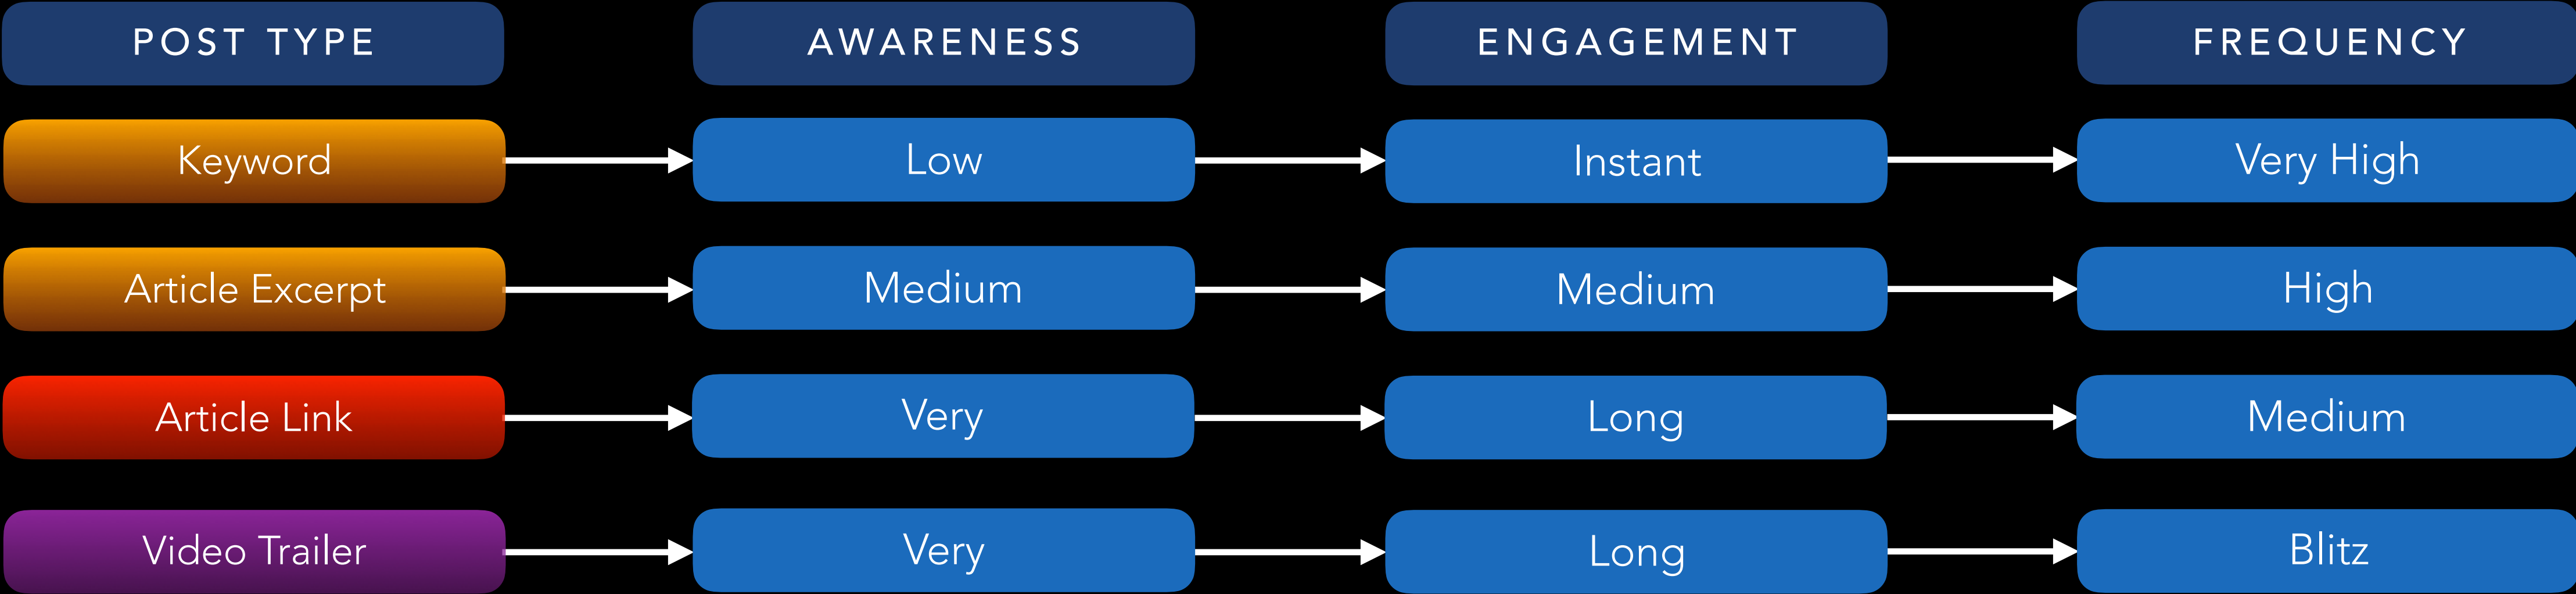 POST TYPE AWARENESS ENGAGEMENT FREQUENCY
Keyword Low Instant Very High
Article Excerpt Medium Medium High
Article Link Very Long Medium
Video Trailer Very Long Blitz